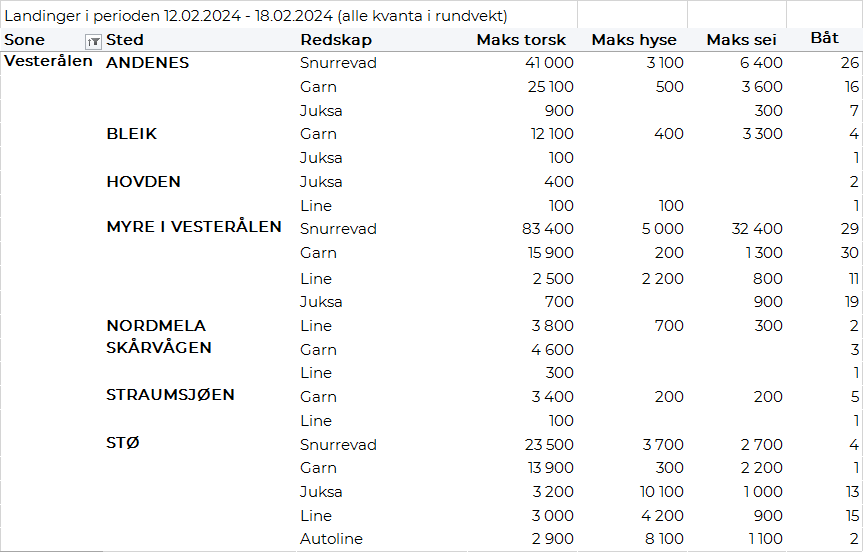 Landinger i perioden 12.02.2024 - 18.02.2024 (alle kvanta i rundvekt)
Sone Sted Redskap Maks torsk Maks hyse Maks sei Båt
Vesterålen ANDENES Snurrevad 41 000 3 100 6 400 26
Garn 25 100 500 3 600 16
Juksa 900 300 7
BLEIK Garn 12 100 400 3 300 4
Juksa 100 1
HOVDEN Juksa 400 2
Line 100 100 1
MYRE I VESTERÅLEN Snurrevad 83 400 5 000 32 400 29
Garn 15 900 200 1 300 30
Line 2 500 2 200 800 11
Juksa 700 900 19
NORDMELA Line 3 800 700 300 2
SKÅRVÅGEN Garn 4 600 3
Line 300 1
STRAUMSJØEN Garn 3 400 200 200 5
Line 100 1
STØ Snurrevad 23 500 3 700 2 700 4
Garn 13 900 300 2 200 1
Juksa 3 200 10 100 1 000 13
Line 3 000 4 200 900 15
Autoline 2 900 8 100 1 100 2